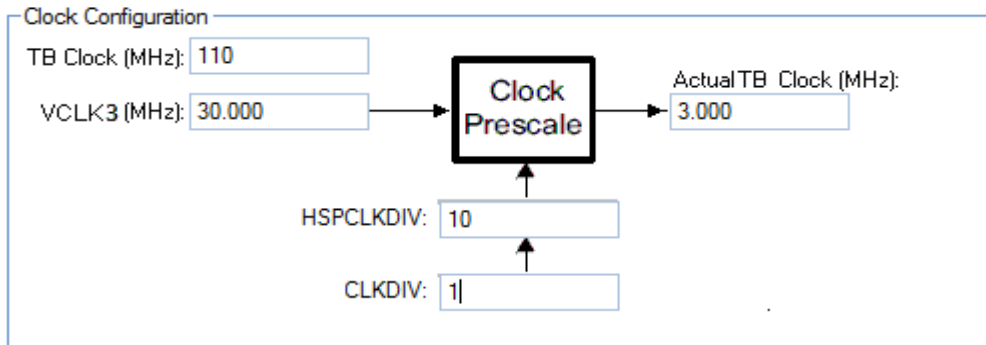 Clock Configuration
TB Clock (MHz): 110
VCLK3 (MHz): 30.000
Clock
Prescale
ActualTB Clock (MHz):
3.000
HSPCLKDIV: 10
CLKDIV: 1